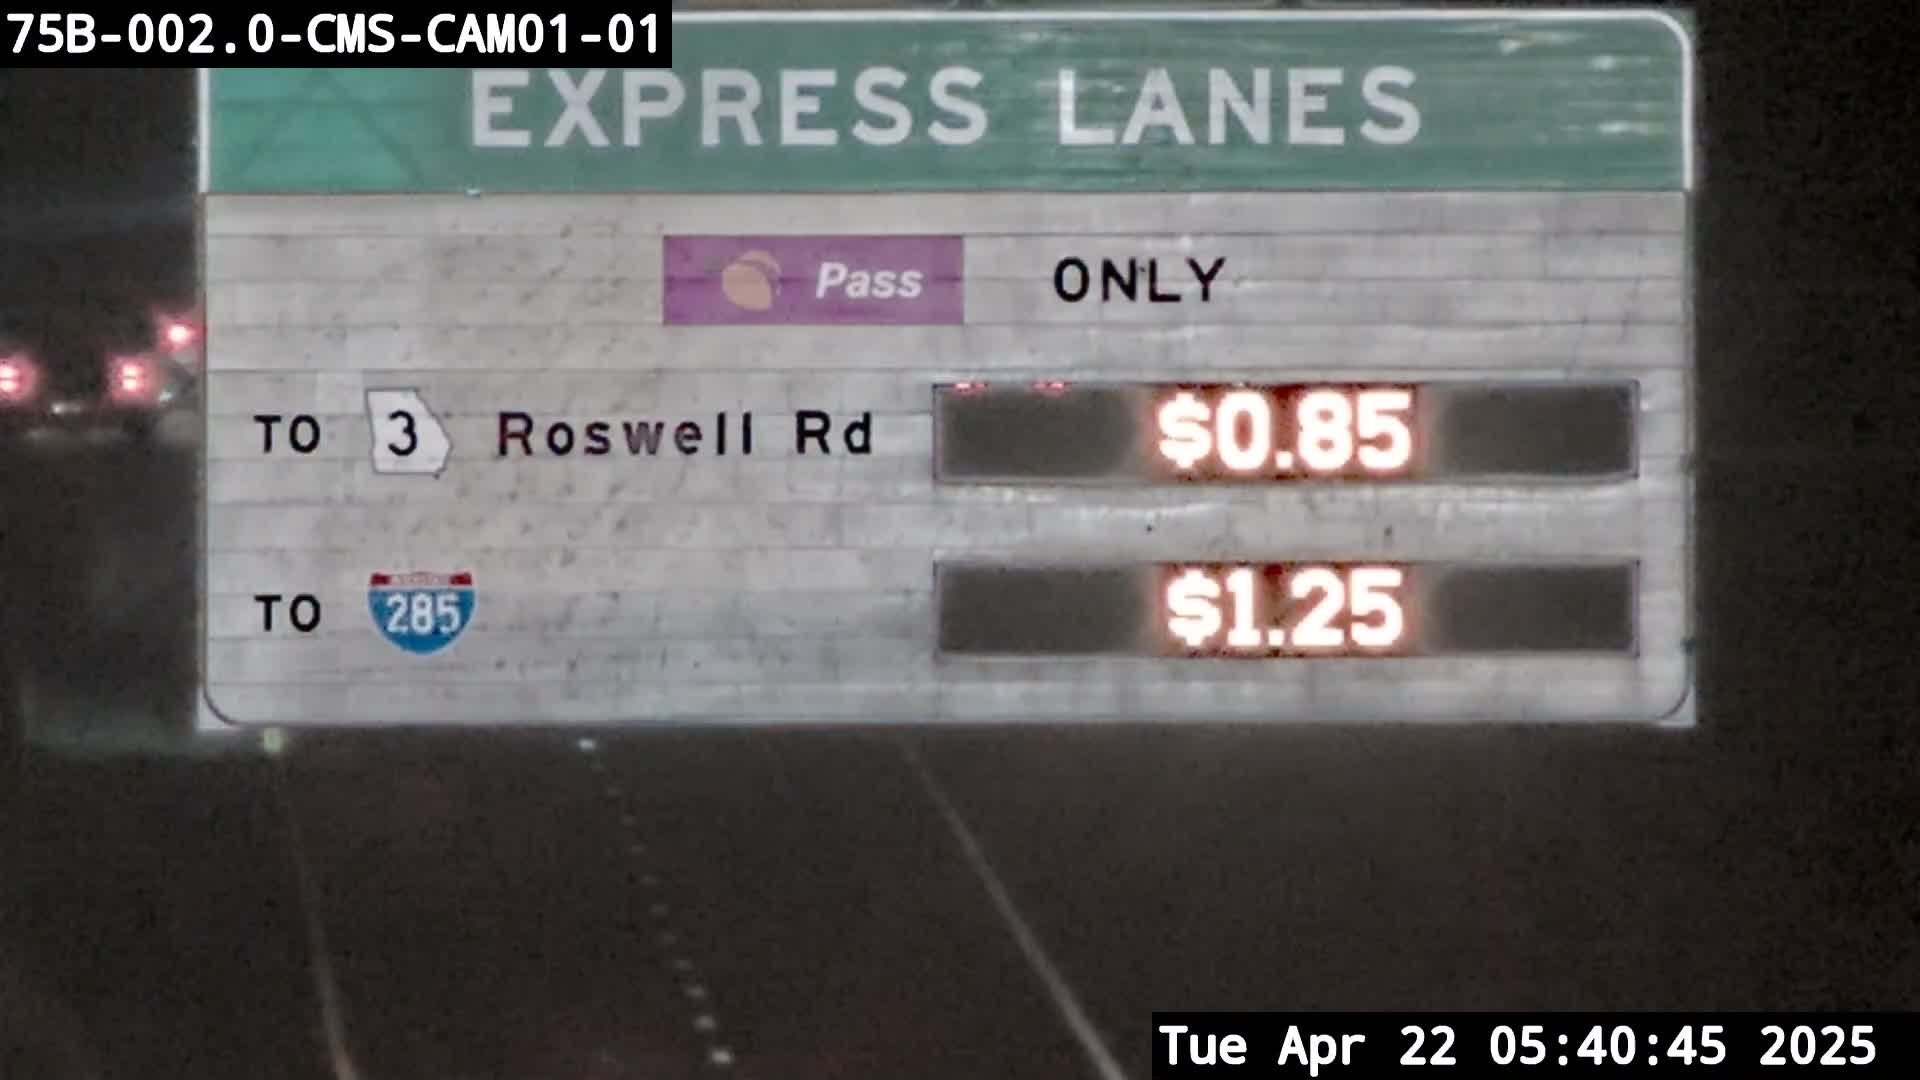 75B-002.0-CMS-CAM01-01
EXPRESS LANES
Pass ONLY
TO 3 Roswell Rd $0.85
TO 285 $1.25
Tue Apr 22 05:40:45 2025